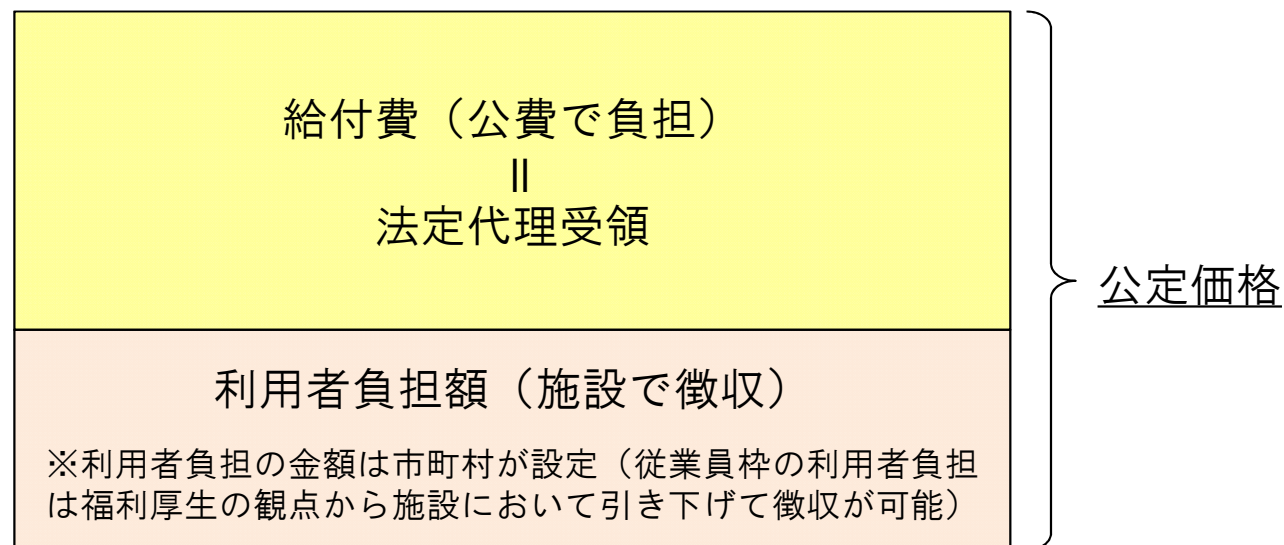 給付費（公費で負担）
＝
法定代理受領
公定価格
利用者負担額（施設で徴収）
※利用者負担の金額は市町村が設定（従業員枠の利用者負担
は福利厚生の観点から施設において引き下げて徴収が可能）